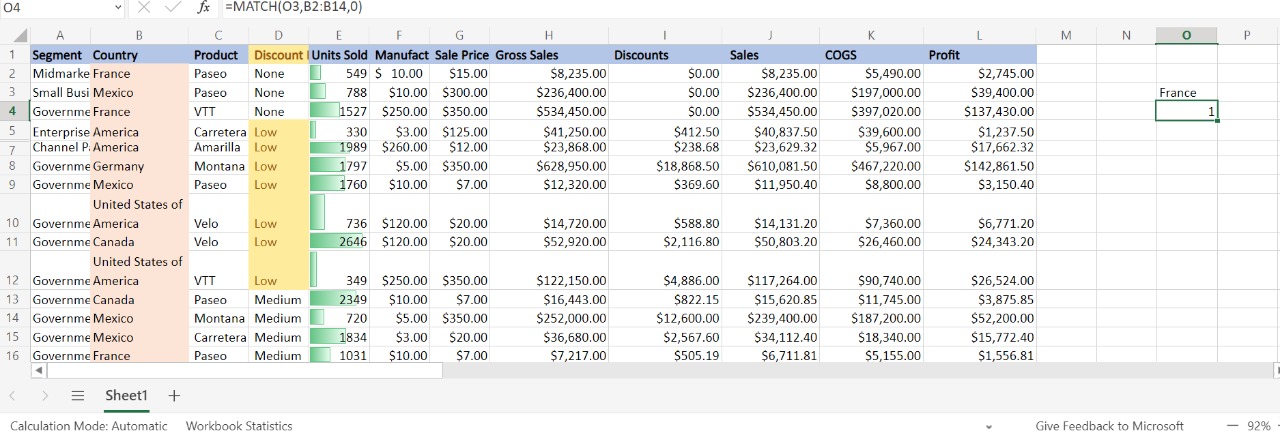 O4 fx =MATCH(O3,B2:B14,0)
A B C D E F G H I J K L M N O P
1 Segment Country Product Discount Units Sold Manufact Sale Price Gross Sales Discounts Sales COGS Profit
2 Midmarke France Paseo None 549 $ 10.00 $15.00 $8,235.00 $0.00 $8,235.00 $5,490.00 $2,745.00
3 Small Busi Mexico Paseo None 788 $10.00 $300.00 $236,400.00 $0.00 $236,400.00 $197,000.00 $39,400.00 France
4 Governme France VTT None 1527 $250.00 $350.00 $534,450.00 $0.00 $534,450.00 $397,020.00 $137,430.00 1
5 Enterprise America Carretera Low 330 $3.00 $125.00 $41,250.00 $412.50 $40,837.50 $39,600.00 $1,237.50
7 Channel P America Amarilla Low 1989 $260.00 $12.00 $23,868.00 $238.68 $23,629.32 $5,967.00 $17,662.32
8 Governme Germany Montana Low 1797 $5.00 $350.00 $628,950.00 $18,868.50 $610,081.50 $467,220.00 $142,861.50
9 Governme Mexico Paseo Low 1760 $10.00 $7.00 $12,320.00 $369.60 $11,950.40 $8,800.00 $3,150.40
United States of
10 Governme America Velo Low 736 $120.00 $20.00 $14,720.00 $588.80 $14,131.20 $7,360.00 $6,771.20
11 Governme Canada Velo Low 2646 $120.00 $20.00 $52,920.00 $2,116.80 $50,803.20 $26,460.00 $24,343.20
United States of
12 Governme America VTT Low 349 $250.00 $350.00 $122,150.00 $4,886.00 $117,264.00 $90,740.00 $26,524.00
13 Governme Canada Paseo Medium 2349 $10.00 $7.00 $16,443.00 $822.15 $15,620.85 $11,745.00 $3,875.85
14 Governme Mexico Montana Medium 720 $5.00 $350.00 $252,000.00 $12,600.00 $239,400.00 $187,200.00 $52,200.00
15 Governme Mexico Carretera Medium 1834 $3.00 $20.00 $36,680.00 $2,567.60 $34,112.40 $18,340.00 $15,772.40
16 Governme France Paseo Medium 1031 $10.00 $7.00 $7,217.00 $505.19 $6,711.81 $5,155.00 $1,556.81
Sheet1 +
Calculation Mode: Automatic Workbook Statistics Give Feedback to Microsoft — 92%